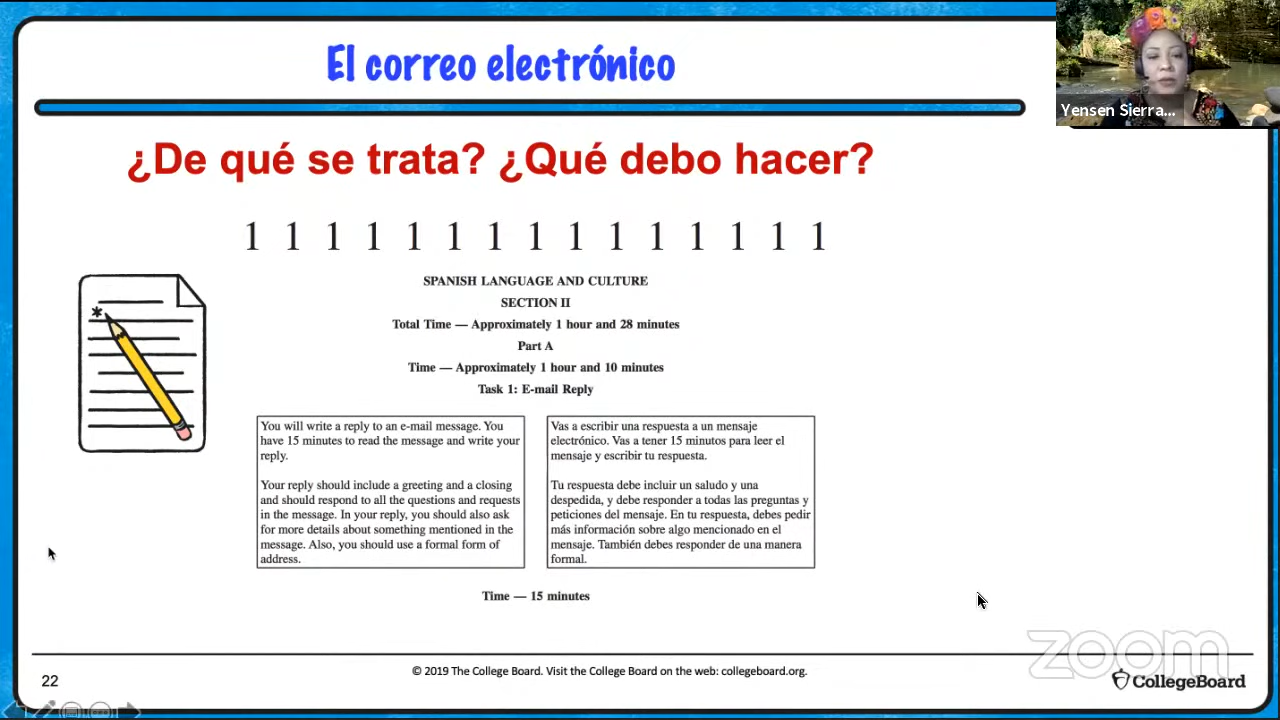 El correo electrónico
Yensen Sierra...
¿De qué se trata? ¿Qué debo hacer?
1 1 1 1 1 1 1 1 1 1 1 1 1 1 1
SPANISH LANGUAGE AND CULTURE
SECTION II
Total Time — Approximately 1 hour and 28 minutes
Part A
Time — Approximately 1 hour and 10 minutes
Task 1: E-mail Reply
You will write a reply to an e-mail message. You
have 15 minutes to read the message and write your
reply.
Your reply should include a greeting and a closing
and should respond to all the questions and requests
in the message. In your reply, you should also ask
for more details about something mentioned in the
message. Also, you should use a formal form of
address.
Vas a escribir una respuesta a un mensaje
electrónico. Vas a tener 15 minutos para leer el
mensaje y escribir tu respuesta.
Tu respuesta debe incluir un saludo y una
despedida, y debe responder a todas las preguntas y
peticiones del mensaje. En tu respuesta, debes pedir
más información sobre algo mencionado en el
mensaje. También debes responder de una manera
formal.
Time — 15 minutes
zoom
© 2019 The College Board. Visit the College Board on the web: collegeboard.org.
22
CollegeBoard